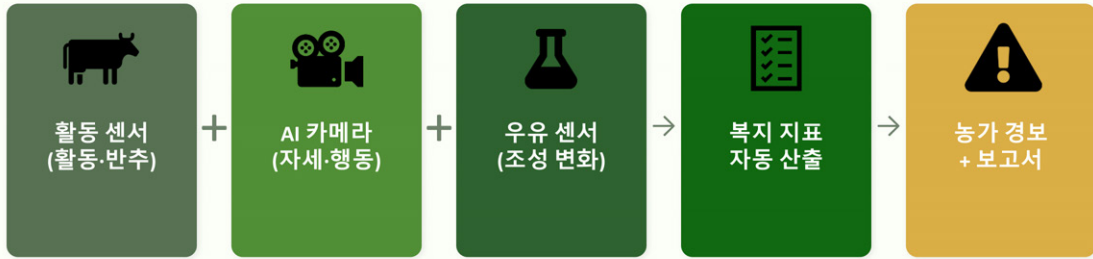 활동 센서
(활동·반추)
+
AI 카메라
(자세·행동)
+
우유 센서
(조성 변화)
→
복지 지표
자동 산출
→
농가 경보
+ 보고서